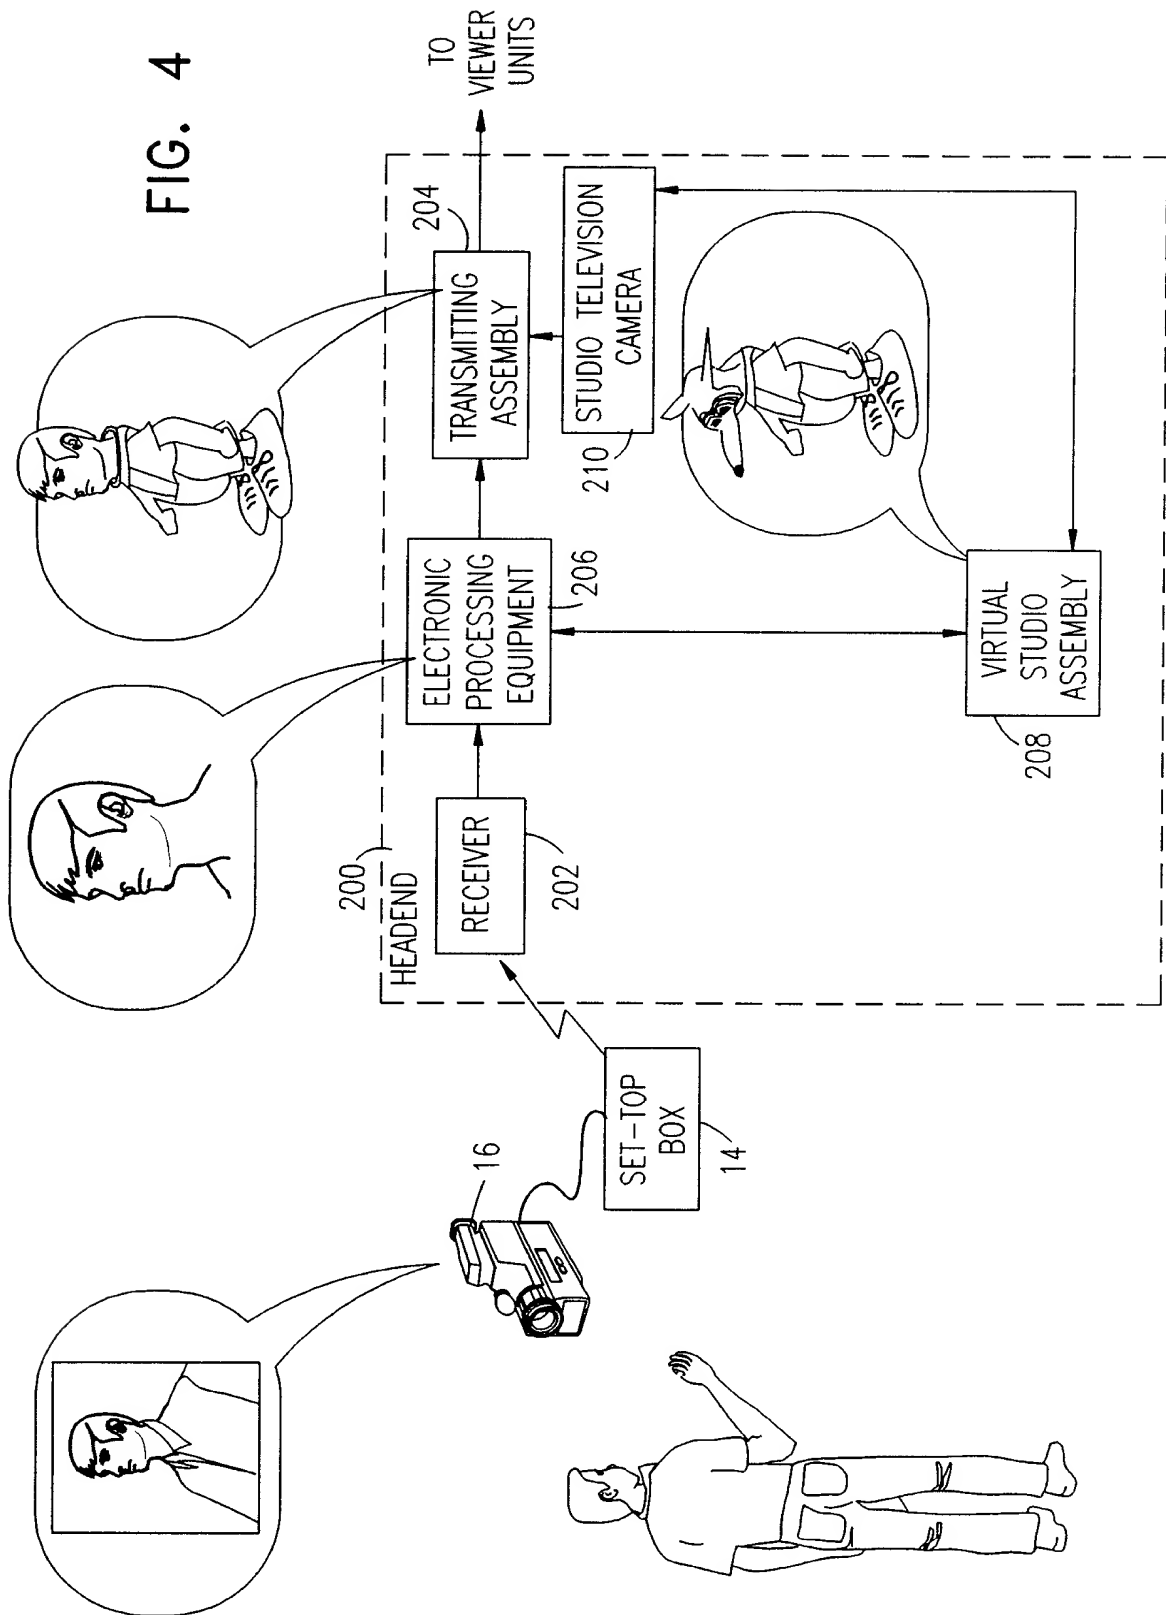 FIG. 4
16
SET-TOP
BOX
14
200
HEADEND
RECEIVER
202
ELECTRONIC
PROCESSING
EQUIPMENT
206
TRANSMITTING
ASSEMBLY
204
TO
VIEWER
UNITS
STUDIO TELEVISION
CAMERA
210
VIRTUAL
STUDIO
ASSEMBLY
208